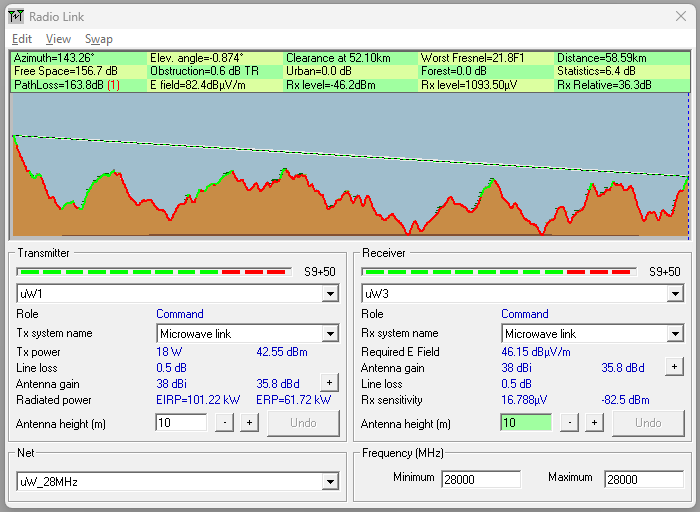 Radio Link
Edit View Swap
Azimuth=143.26° Elev. angle=-0.874° Clearance at 52.10km Worst Fresnel=21.8F1 Distance=58.59km
Free Space=156.7 dB Obstruction=0.6 dB TR Urban=0.0 dB Forest=0.0 dB Statistics=6.4 dB
PathLoss=163.8dB (1) E field=82.4dBµV/m Rx level=-46.2dBm Rx level=1093.50µV Rx Relative=36.3dB
Transmitter
S9+50
uW1
Role Command
Tx system name Microwave link
Tx power 18 W 42.55 dBm
Line loss 0.5 dB
Antenna gain 38 dBi 35.8 dBd +
Radiated power EIRP=101.22 kW ERP=61.72 kW
Antenna height (m) 10 - + Undo
Receiver
S9+50
uW3
Role Command
Rx system name Microwave link
Required E Field 46.15 dBµV/m
Antenna gain 38 dBi 35.8 dBd +
Line loss 0.5 dB
Rx sensitivity 16.788µV -82.5 dBm
Antenna height (m) 10 - + Undo
Net
uW_28MHz
Frequency (MHz)
Minimum 28000 Maximum 28000